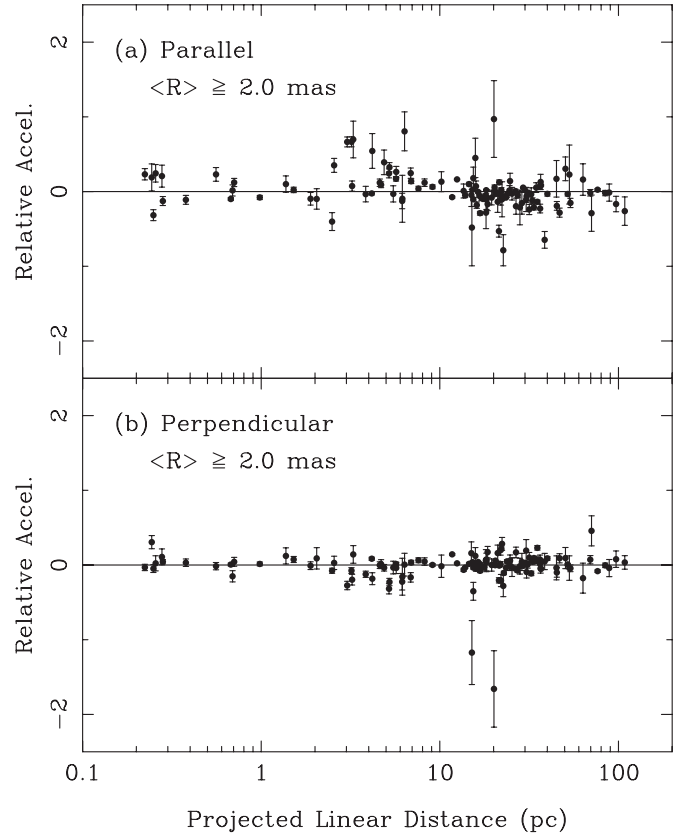 2
(a) Parallel
<R> ≧ 2.0 mas
0
Relative Accel.
−2
2
(b) Perpendicular
<R> ≧ 2.0 mas
0
Relative Accel.
−2
0.1 1 10 100
Projected Linear Distance (pc)